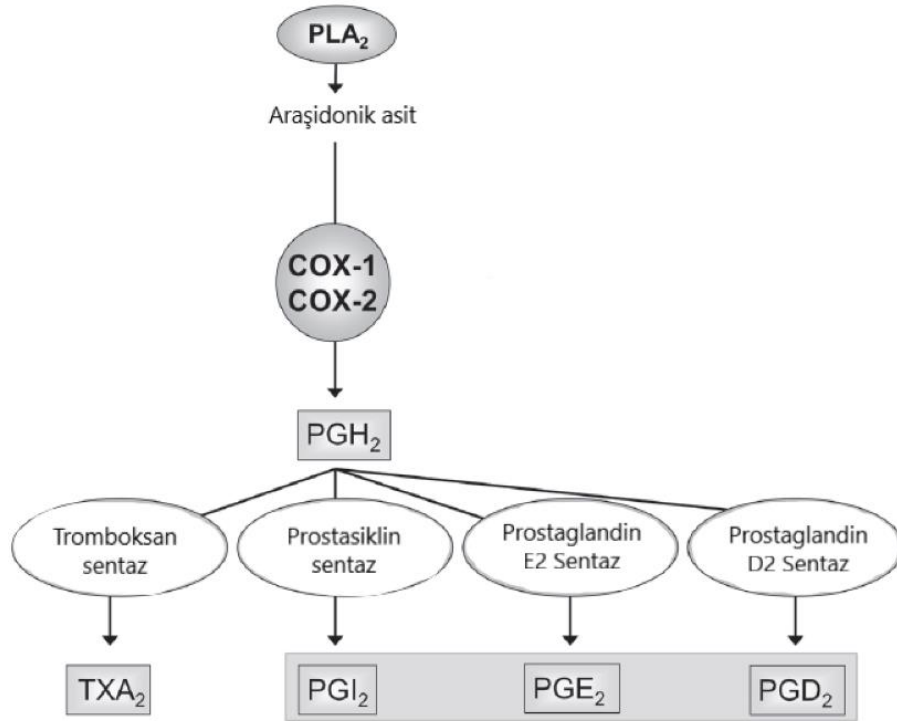 PLA₂
Araşidonik asit
COX-1
COX-2
PGH₂
Tromboksan
sentaz
Prostasiklin
sentaz
Prostaglandin
E2 Sentaz
Prostaglandin
D2 Sentaz
TXA₂
PGI₂
PGE₂
PGD₂